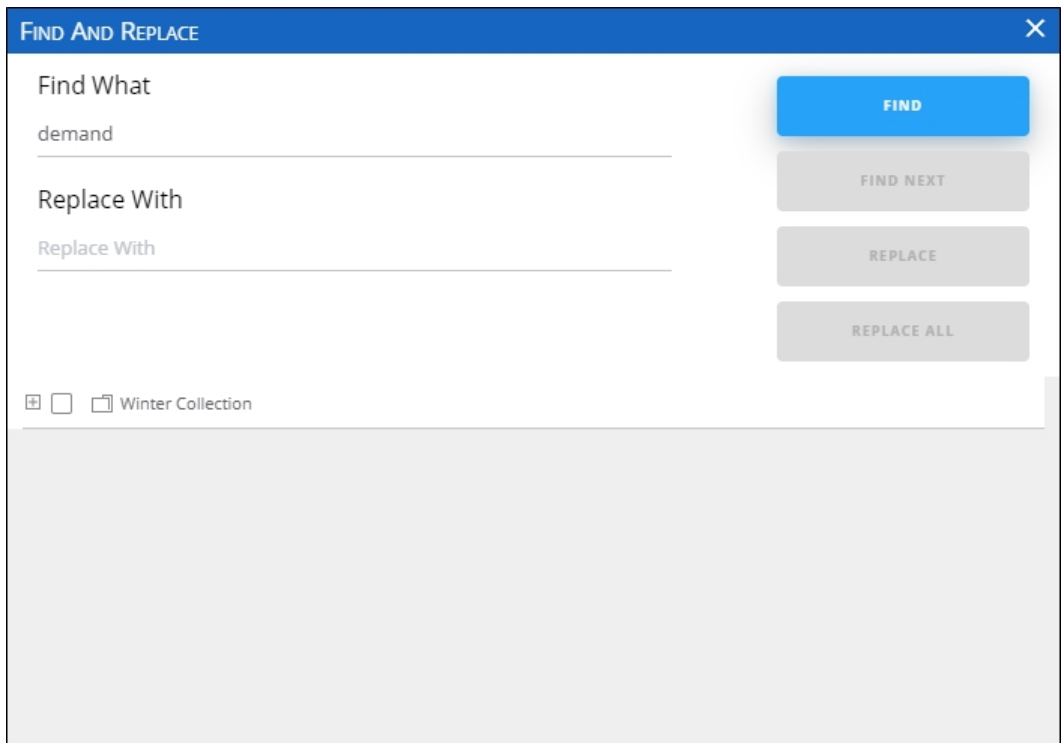 Find And Replace
Find What
demand
FIND
FIND NEXT
Replace With
Replace With
REPLACE
REPLACE ALL
Winter Collection